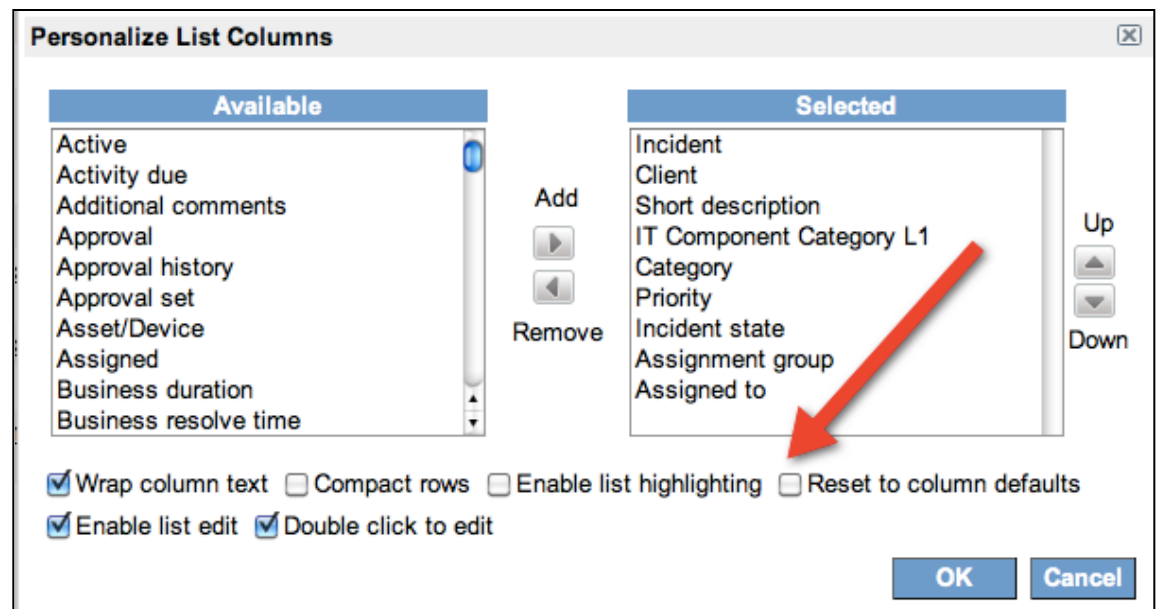 Personalize List Columns
Available
Active
Activity due
Additional comments
Approval
Approval history
Approval set
Asset/Device
Assigned
Business duration
Business resolve time
Add
Remove
Selected
Incident
Client
Short description
IT Component Category L1
Category
Priority
Incident state
Assignment group
Assigned to
Up
Down
Wrap column text Compact rows Enable list highlighting Reset to column defaults
Enable list edit Double click to edit
OK Cancel